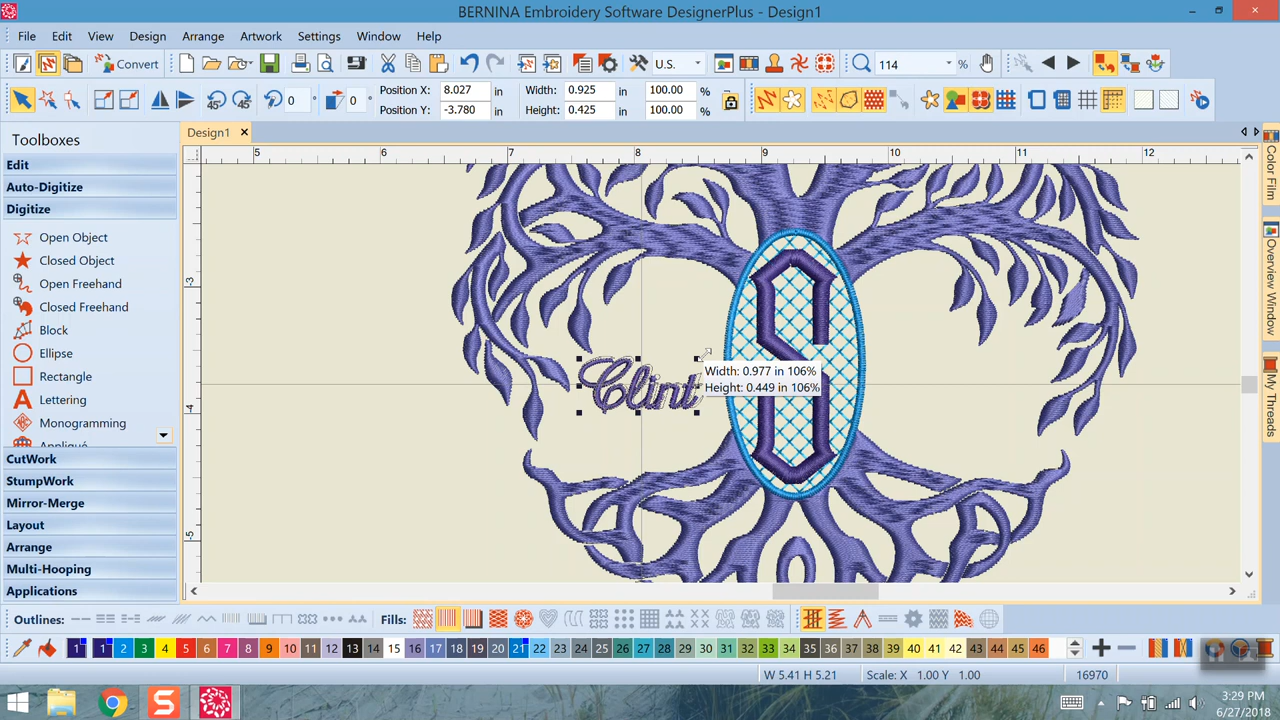 BERNINA Embroidery Software DesignerPlus - Design1
File Edit View Design Arrange Artwork Settings Window Help
Convert U.S. 114 %
0 0 Position X: 8.027 in Width: 0.925 in 100.00 %
Position Y: -3.780 in Height: 0.425 in 100.00 %
Toolboxes
Design1
Edit
Auto-Digitize
Digitize
Open Object
Closed Object
Open Freehand
Closed Freehand
Block
Ellipse
Rectangle
Lettering
Monogramming
Appliqué
CutWork
StumpWork
Mirror-Merge
Layout
Arrange
Multi-Hooping
Applications
5 6 7 8 9 10 11 12
-3
-4
-5
Clint
S
Width: 0.977 in 106%
Height: 0.449 in 106%
Color Film
Overview Window
My Threads
Outlines: Fills:
1 1 2 3 4 5 6 7 8 9 10 11 12 13 14 15 16 17 18 19 20 21 22 23 24 25 26 27 28 29 30 31 32 33 34 35 36 37 38 39 40 41 42 43 44 45 46
W 5.41 H 5.21 Scale: X 1.00 Y 1.00 16970
3:29 PM
6/27/2018